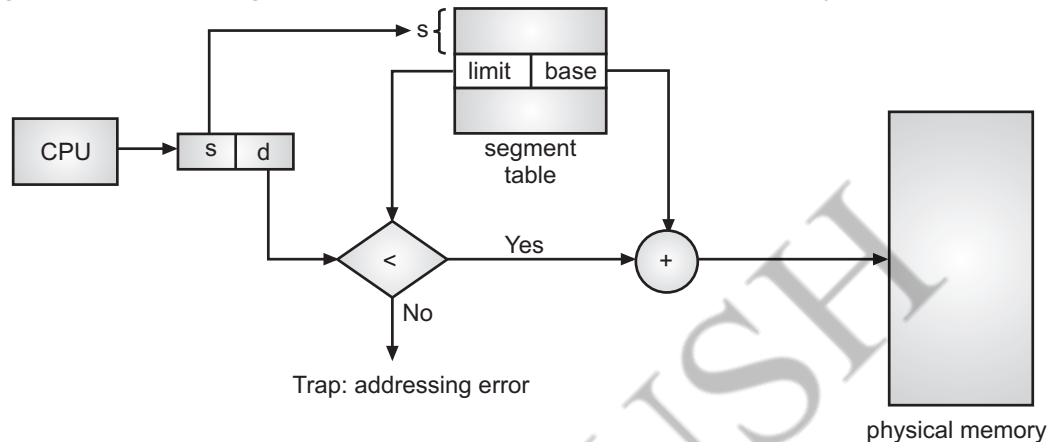 s {
limit base
CPU
s d
segment
table
<
Yes
+
No
Trap: addressing error
physical memory